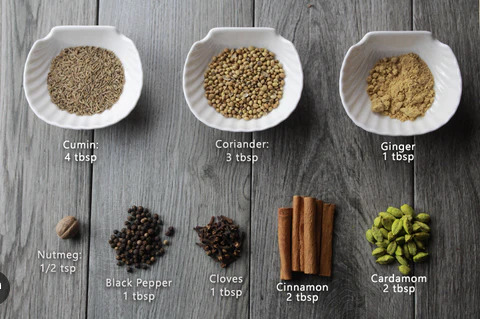 Cumin:
4 tbsp
Coriander:
3 tbsp
Ginger
1 tbsp
Nutmeg:
1/2 tsp
Black Pepper
1 tbsp
Cloves
1 tbsp
Cinnamon
2 tbsp
Cardamom
2 tbsp